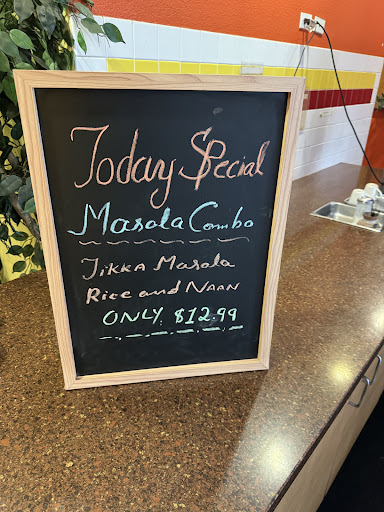 Today Special
Masala Combo
Tikka Masala
Rice and Naan
ONLY $12.99